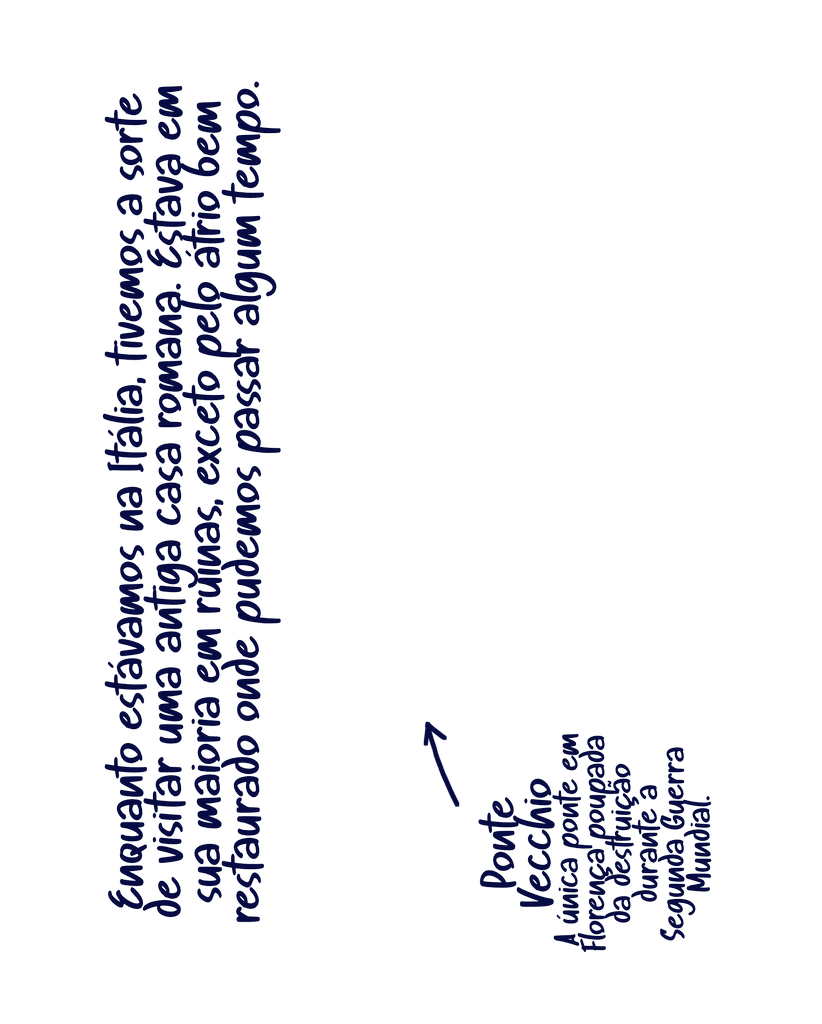 Enquanto estávamos na Itália, tivemos a sorte
de visitar uma antiga casa romana. Estava em
sua maioria em ruínas, exceto pelo átrio bem
restaurado onde pudemos passar algum tempo.
Ponte
Vecchio
A única ponte em
Florença poupada
da destruição
durante a
Segunda Guerra
Mundial.